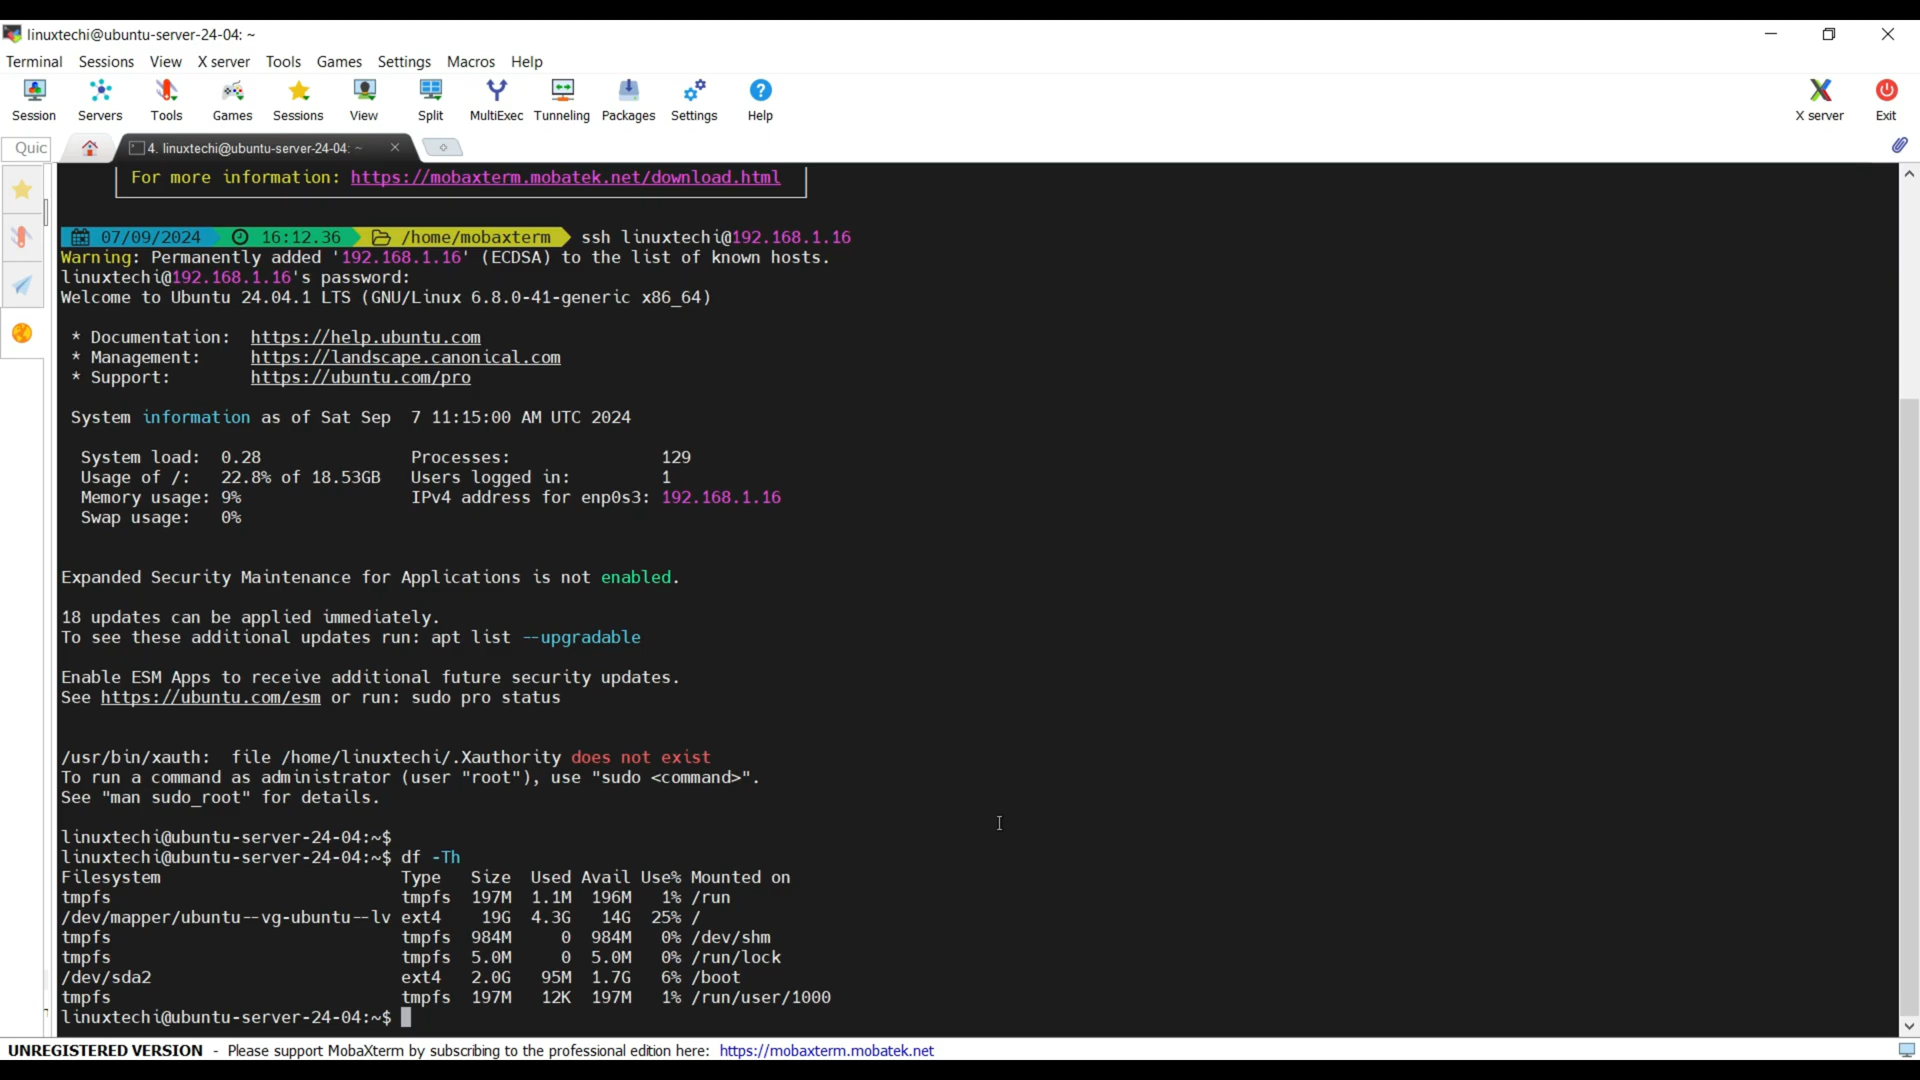 linuxtechi@ubuntu-server-24-04: ~
Terminal Sessions View X server Tools Games Settings Macros Help
Session Servers Tools Games Sessions View Split MultiExec Tunneling Packages Settings Help X server Exit
Quic 4. linuxtechi@ubuntu-server-24-04: ~
For more information: https://mobaxterm.mobatek.net/download.html
07/09/2024 16:12.36 /home/mobaxterm ssh linuxtechi@192.168.1.16
Warning: Permanently added '192.168.1.16' (ECDSA) to the list of known hosts.
linuxtechi@192.168.1.16's password:
Welcome to Ubuntu 24.04.1 LTS (GNU/Linux 6.8.0-41-generic x86_64)
* Documentation: https://help.ubuntu.com
* Management: https://landscape.canonical.com
* Support: https://ubuntu.com/pro
System information as of Sat Sep 7 11:15:00 AM UTC 2024
System load: 0.28 Processes: 129
Usage of /: 22.8% of 18.53GB Users logged in: 1
Memory usage: 9% IPv4 address for enp0s3: 192.168.1.16
Swap usage: 0%
Expanded Security Maintenance for Applications is not enabled.
18 updates can be applied immediately.
To see these additional updates run: apt list --upgradable
Enable ESM Apps to receive additional future security updates.
See https://ubuntu.com/esm or run: sudo pro status
/usr/bin/xauth: file /home/linuxtechi/.Xauthority does not exist
To run a command as administrator (user "root"), use "sudo <command>".
See "man sudo_root" for details.
linuxtechi@ubuntu-server-24-04:~$
linuxtechi@ubuntu-server-24-04:~$ df -Th
Filesystem Type Size Used Avail Use% Mounted on
tmpfs tmpfs 197M 1.1M 196M 1% /run
/dev/mapper/ubuntu--vg-ubuntu--lv ext4 19G 4.3G 14G 25% /
tmpfs tmpfs 984M 0 984M 0% /dev/shm
tmpfs tmpfs 5.0M 0 5.0M 0% /run/lock
/dev/sda2 ext4 2.0G 95M 1.7G 6% /boot
tmpfs tmpfs 197M 12K 197M 1% /run/user/1000
linuxtechi@ubuntu-server-24-04:~$
UNREGISTERED VERSION - Please support MobaXterm by subscribing to the professional edition here: https://mobaxterm.mobatek.net